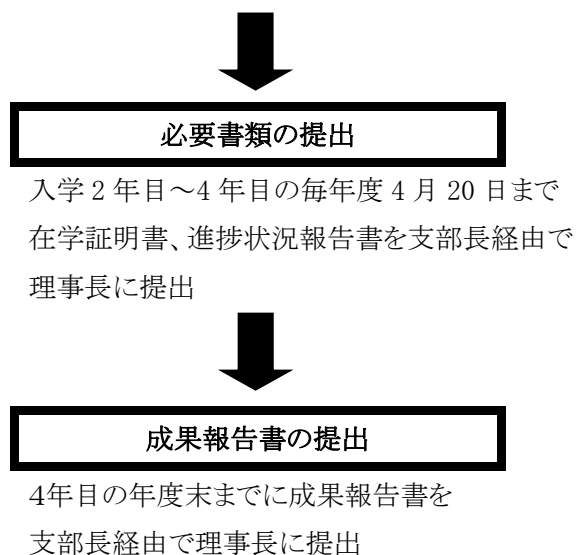 必要書類の提出
入学 2 年目～4 年目の毎年度 4 月 20 日まで
在学証明書、進捗状況報告書を支部長経由で
理事長に提出
成果報告書の提出
4年目の年度末までに成果報告書を
支部長経由で理事長に提出